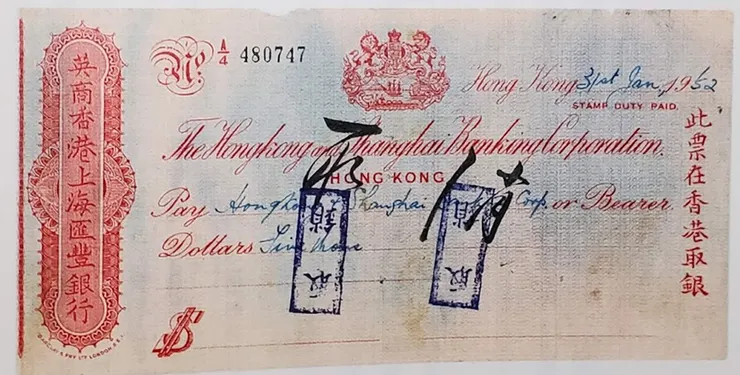 英商香港上海匯豐銀行
No. A/4 480747
Hong Kong 31st Jan, 1952
STAMP DUTY PAID.
The Hongkong and Shanghai Banking Corporation.
HONG KONG
Pay Hongkong & Shanghai Corp. or Bearer
Dollars Five
$
此票在香港取銀